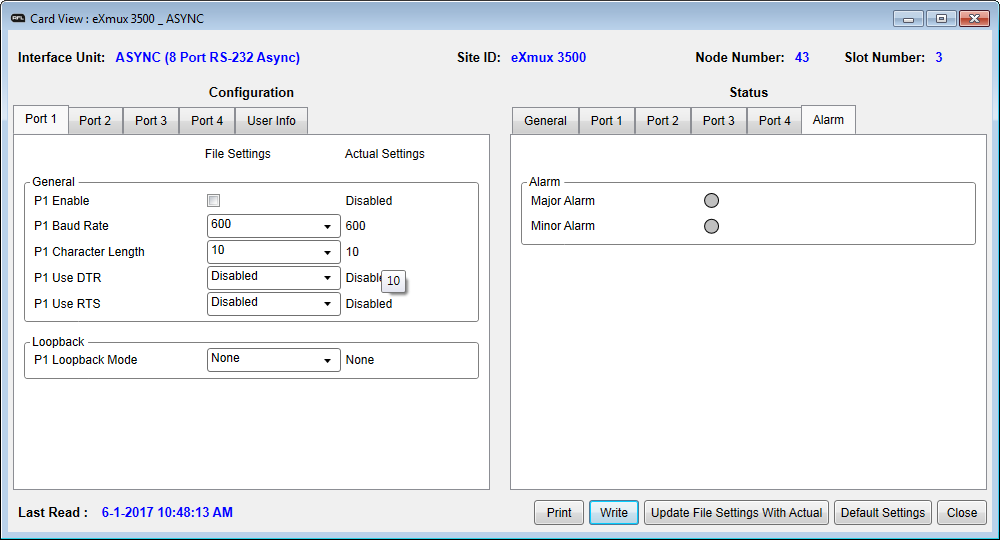 AFL Card View : eXmux 3500 _ ASYNC
Interface Unit: ASYNC (8 Port RS-232 Async) Site ID: eXmux 3500 Node Number: 43 Slot Number: 3
Configuration
Port 1 Port 2 Port 3 Port 4 User Info
File Settings Actual Settings
General
P1 Enable Disabled
P1 Baud Rate 600 600
P1 Character Length 10 10
P1 Use DTR Disabled Disabl
10
P1 Use RTS Disabled Disabled
Loopback
P1 Loopback Mode None None
Status
General Port 1 Port 2 Port 3 Port 4 Alarm
Alarm
Major Alarm
Minor Alarm
Last Read : 6-1-2017 10:48:13 AM
Print Write Update File Settings With Actual Default Settings Close